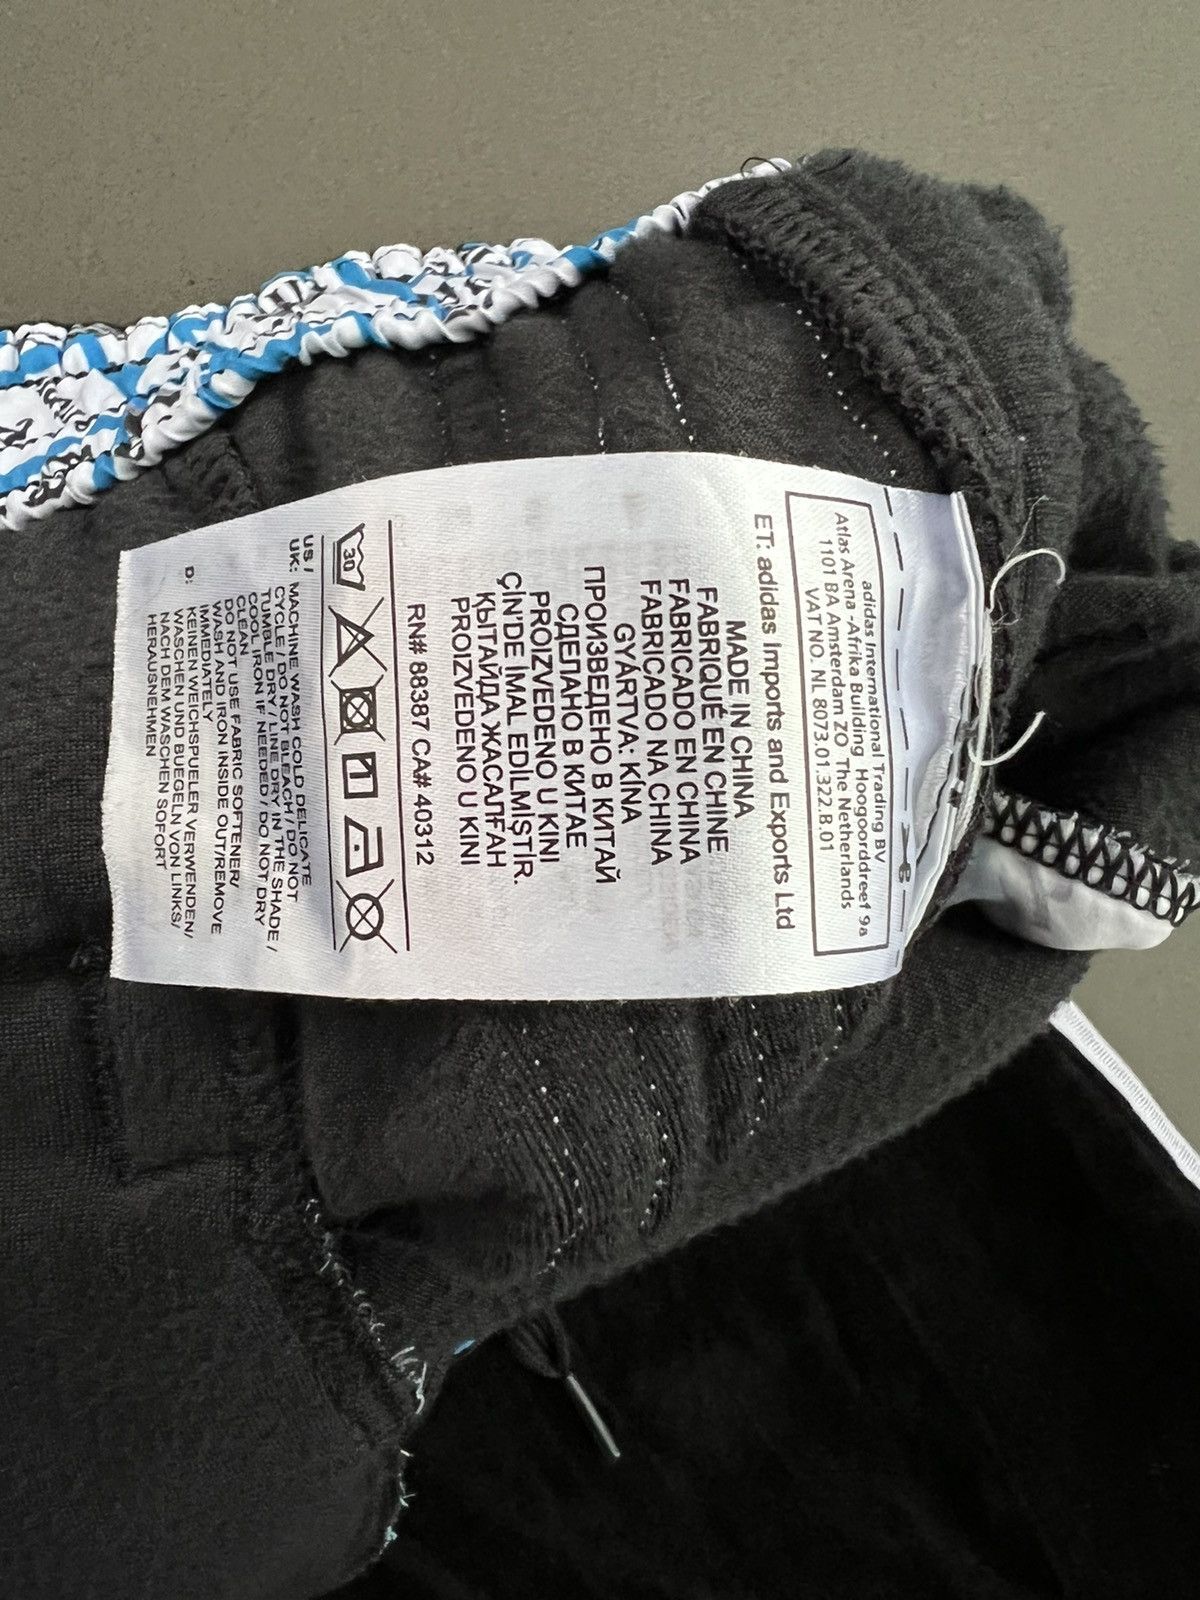 adidas International Trading BV
Atlas Arena -Afrika Building Hoogoorddreef 9a
1101 BA Amsterdam ZO The Netherlands
VAT NO. NL 8073.01.322.B.01
ET: adidas Imports and Exports Ltd
MADE IN CHINA
FABRIQUÉ EN CHINE
FABRICADO EN CHINA
FABRICADO NA CHINA
GYÁRTVA: KÍNA
ПРОИЗВЕДЕНО В КИТАЙ
СДЕЛАНО В КИТАЕ
PROIZVEDENO U KINI
ÇİN'DE İMAL EDİLMİŞTİR.
ҚЫТАЙДА ЖАСАЛҒАН
PROIZVEDENO U KINI
RN# 88387 CA# 40312
30
US /
UK: MACHINE WASH COLD DELICATE
CYCLE / DO NOT BLEACH / DO NOT
TUMBLE DRY / LINE DRY IN THE SHADE /
COOL IRON IF NEEDED / DO NOT DRY
CLEAN
DO NOT USE FABRIC SOFTENER/
WASH AND IRON INSIDE OUT/REMOVE
IMMEDIATELY
D: KEINEN WEICHSPUELER VERWENDEN/
WASCHEN UND BUEGELN VON LINKS/
NACH DEM WASCHEN SOFORT
HERAUSNEHMEN